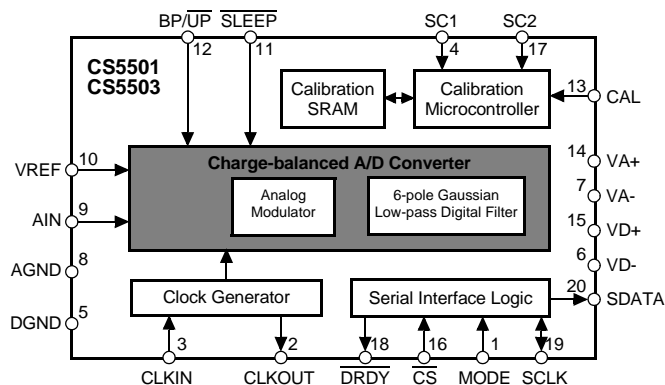 BP/UP SLEEP SC1 SC2
12 11 4 17
CS5501
CS5503
Calibration
SRAM
Calibration
Microcontroller
13 CAL
VREF 10
Charge-balanced A/D Converter
14 VA+
Analog
Modulator
6-pole Gaussian
Low-pass Digital Filter
7 VA-
AIN 9
15 VD+
AGND 8
6 VD-
Clock Generator
Serial Interface Logic
20 SDATA
DGND 5
3 2 18 16 1 19
CLKIN CLKOUT DRDY CS MODE SCLK